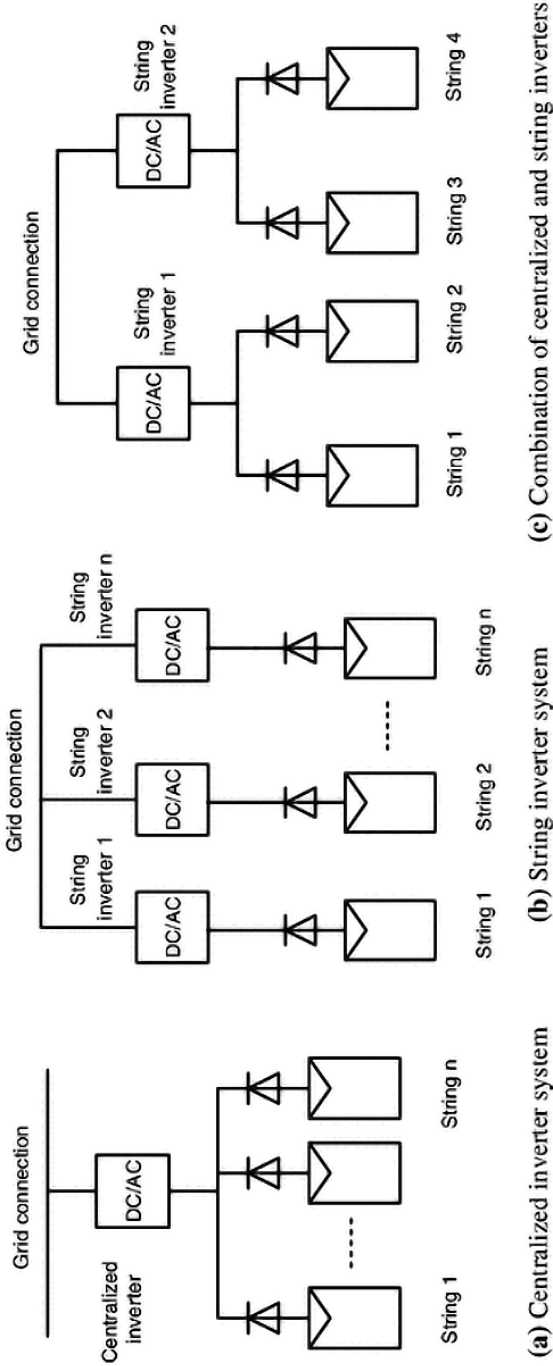 Grid connection
Centralized
inverter
DC/AC
String 1
String n
(a) Centralized inverter system
Grid connection
String
inverter 1
String
inverter 2
String
inverter n
DC/AC
DC/AC
DC/AC
String 1
String 2
String n
(b) String inverter system
Grid connection
String
inverter 1
String
inverter 2
DC/AC
DC/AC
String 1
String 2
String 3
String 4
(c) Combination of centralized and string inverters